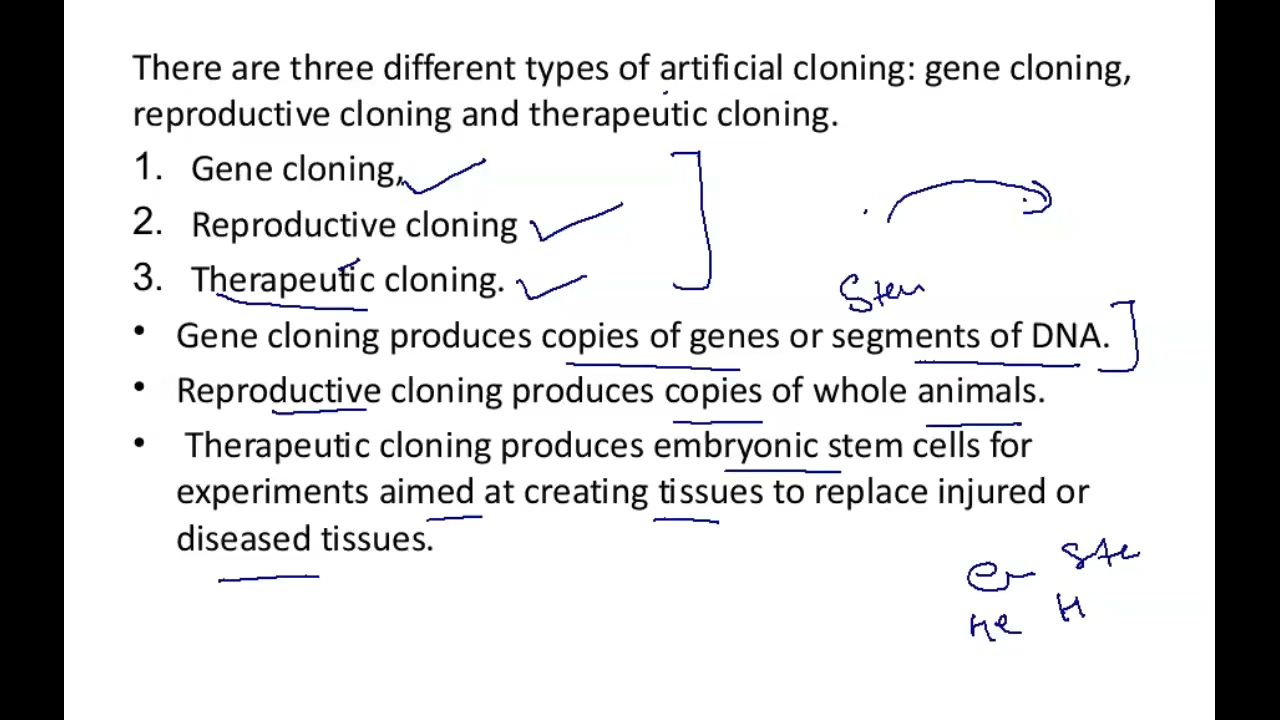 There are three different types of artificial cloning: gene cloning,
reproductive cloning and therapeutic cloning.
1. Gene cloning,
2. Reproductive cloning
3. Therapeutic cloning.
Stem
• Gene cloning produces copies of genes or segments of DNA.
• Reproductive cloning produces copies of whole animals.
• Therapeutic cloning produces embryonic stem cells for
experiments aimed at creating tissues to replace injured or
diseased tissues.